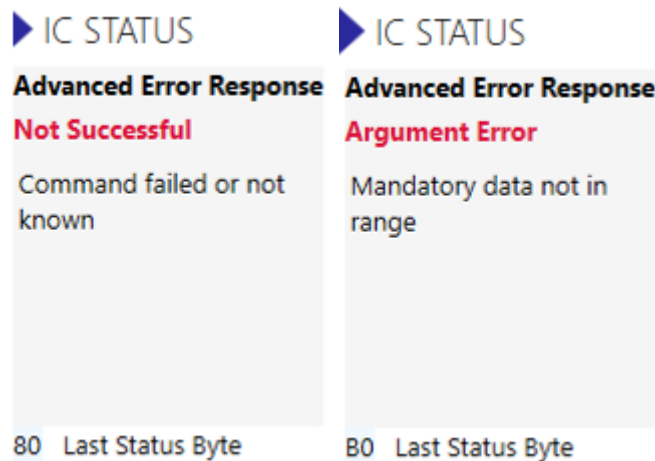 IC STATUS
Advanced Error Response
Not Successful
Command failed or not
known
80 Last Status Byte
IC STATUS
Advanced Error Response
Argument Error
Mandatory data not in
range
B0 Last Status Byte